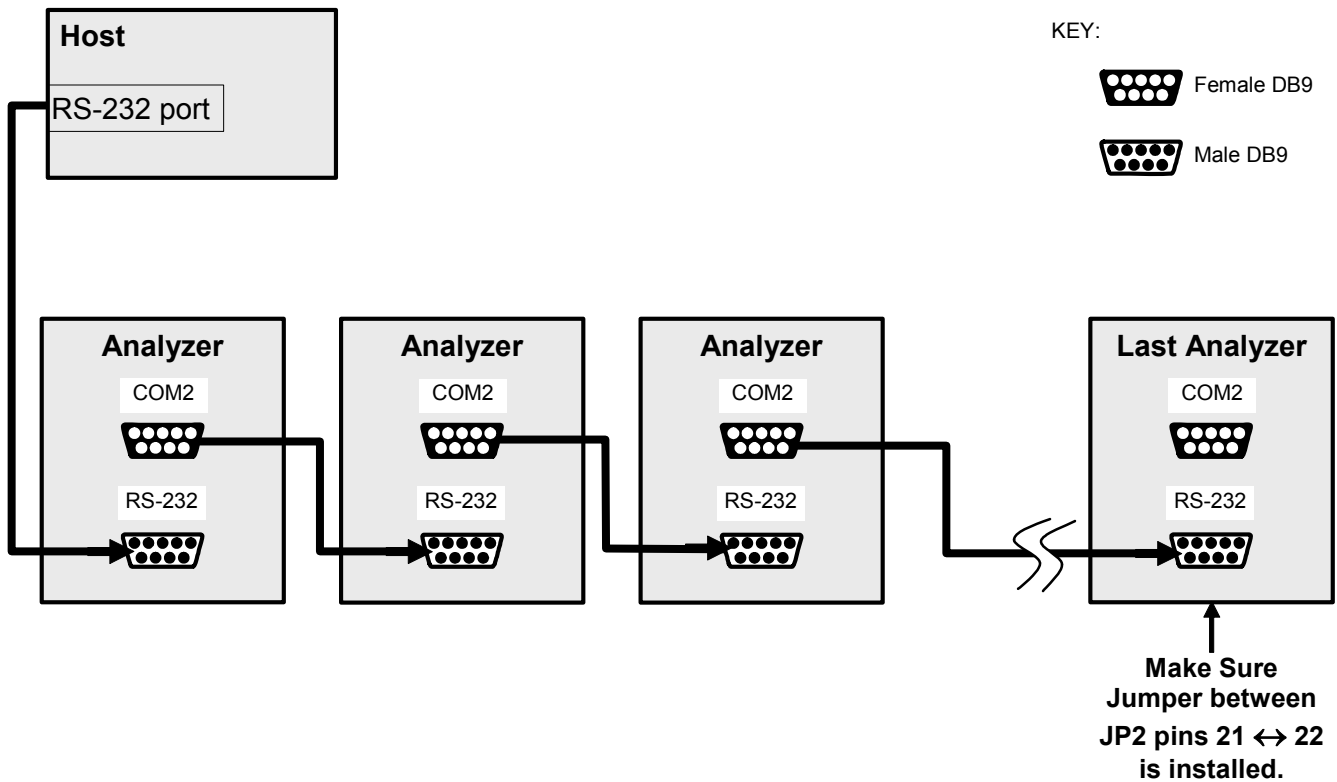 Host
RS-232 port
KEY:
Female DB9
Male DB9
Analyzer
COM2
RS-232
Analyzer
COM2
RS-232
Analyzer
COM2
RS-232
Last Analyzer
COM2
RS-232
Make Sure
Jumper between
JP2 pins 21 ↔ 22
is installed.